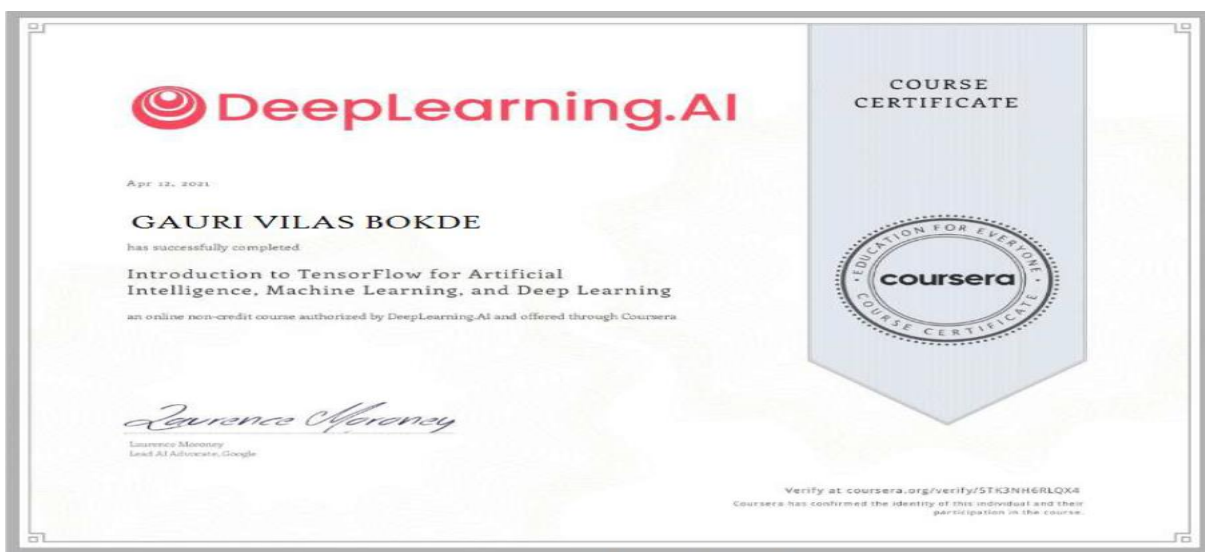 DeepLearning.AI
COURSE
CERTIFICATE
Apr 12, 2021
GAURI VILAS BOKDE
has successfully completed
Introduction to TensorFlow for Artificial
Intelligence, Machine Learning, and Deep Learning
an online non-credit course authorized by DeepLearning.AI and offered through Coursera
EDUCATION FOR EVERYONE
coursera
COURSE CERTIFICATE
Laurence Moroney
Laurence Moroney
Lead AI Advocate, Google
Verify at coursera.org/verify/5TK3NH6RLQX4
Coursera has confirmed the identity of this individual and their
participation in the course.